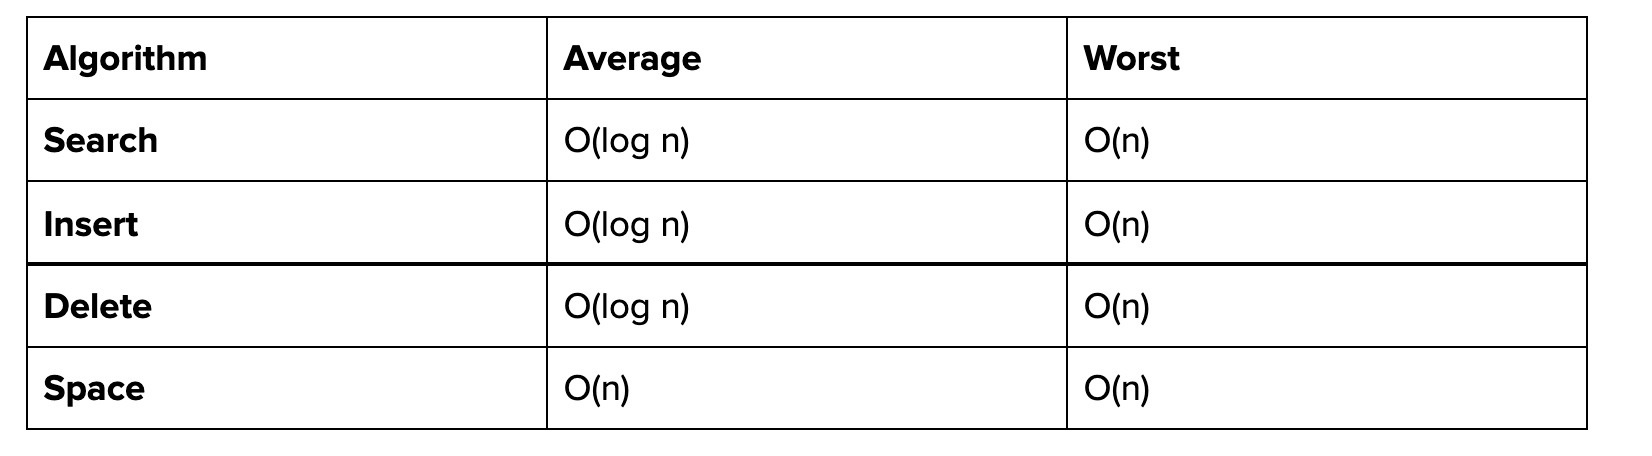 Algorithm Average Worst
Search O(log n) O(n)
Insert O(log n) O(n)
Delete O(log n) O(n)
Space O(n) O(n)